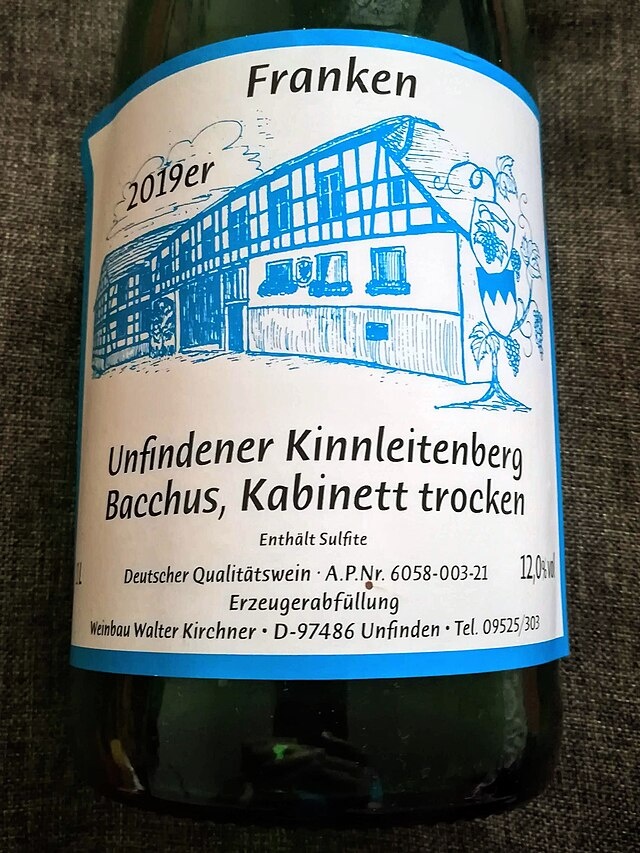 Franken
2019er
Unfindener Kinnleitenberg
Bacchus, Kabinett trocken
Enthält Sulfite
1L
Deutscher Qualitätswein · A.P.Nr. 6058-003-21
12,0% vol
Erzeugerabfüllung
Weinbau Walter Kirchner · D-97486 Unfinden · Tel. 09525/303